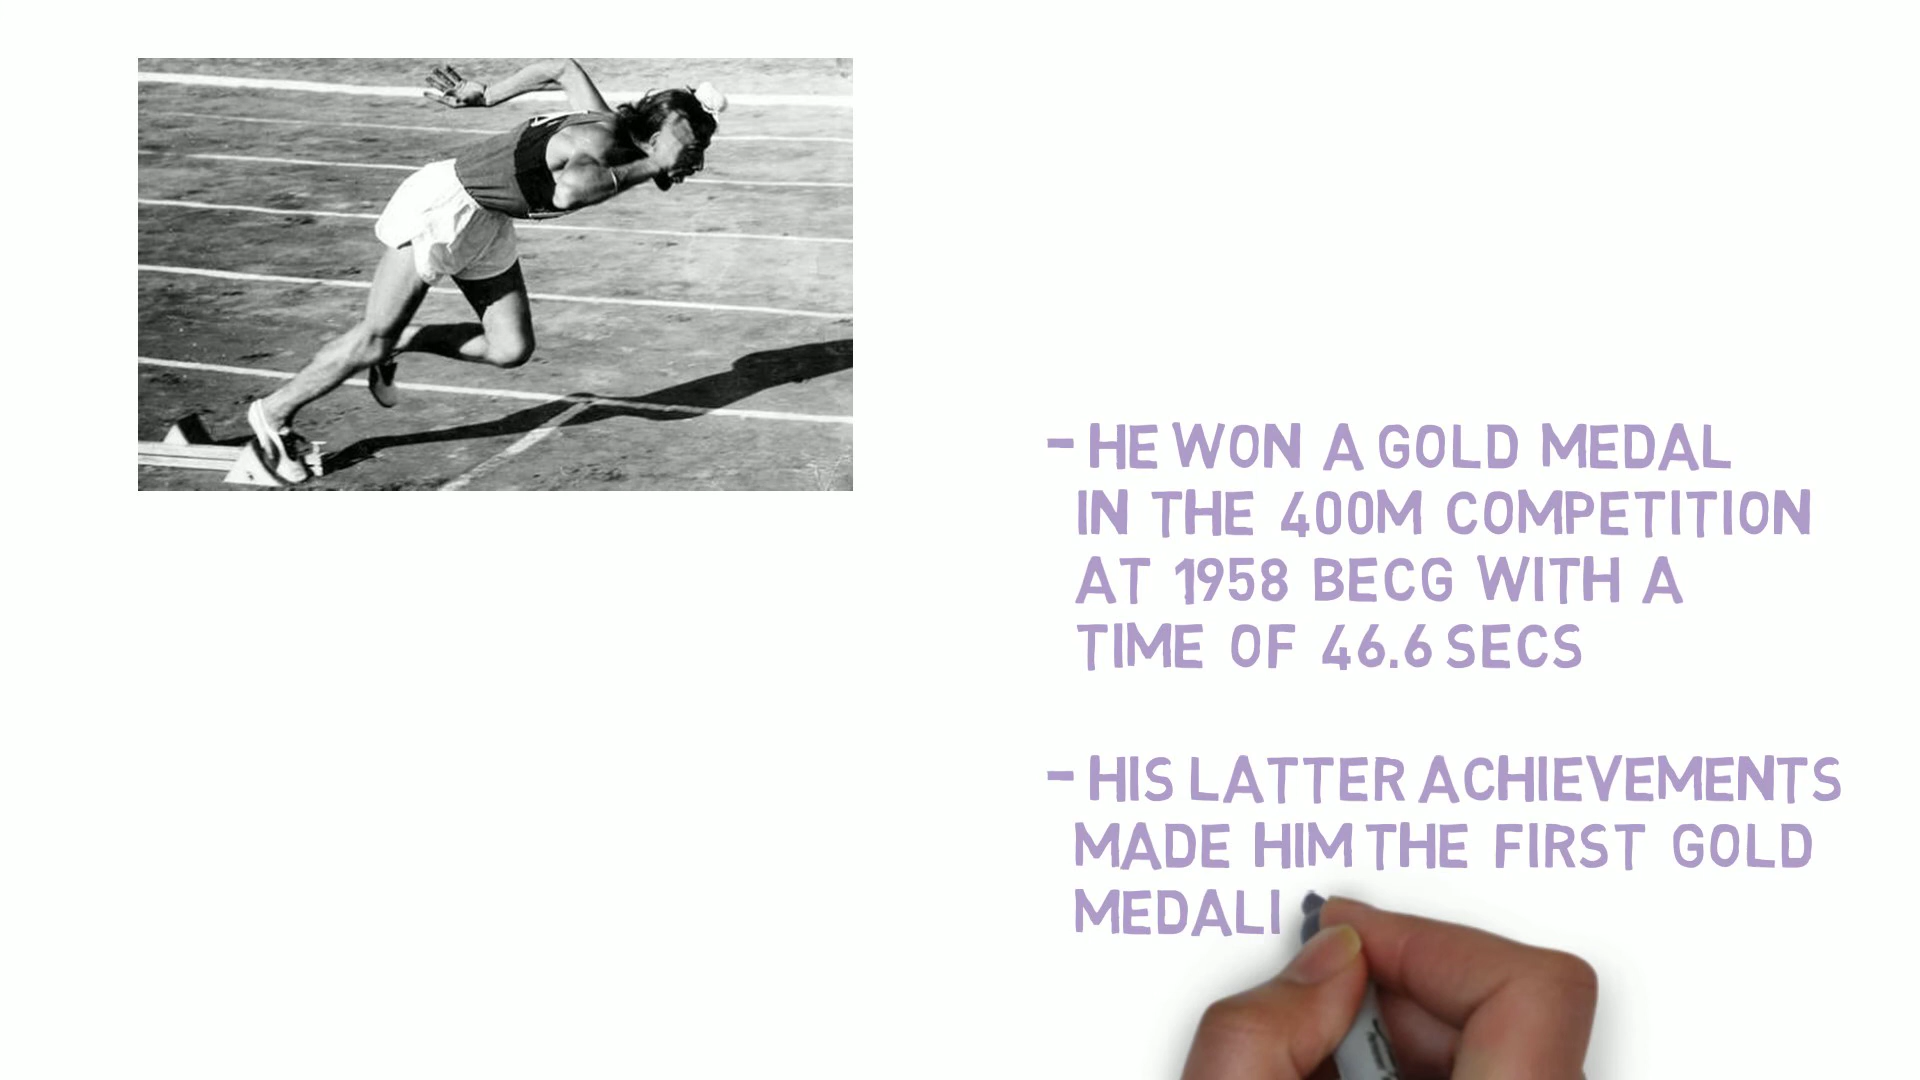 - HE WON A GOLD MEDAL
IN THE 400M COMPETITION
AT 1958 BECG WITH A
TIME OF 46.6 SECS
- HIS LATTER ACHIEVEMENTS
MADE HIM THE FIRST GOLD
MEDALI